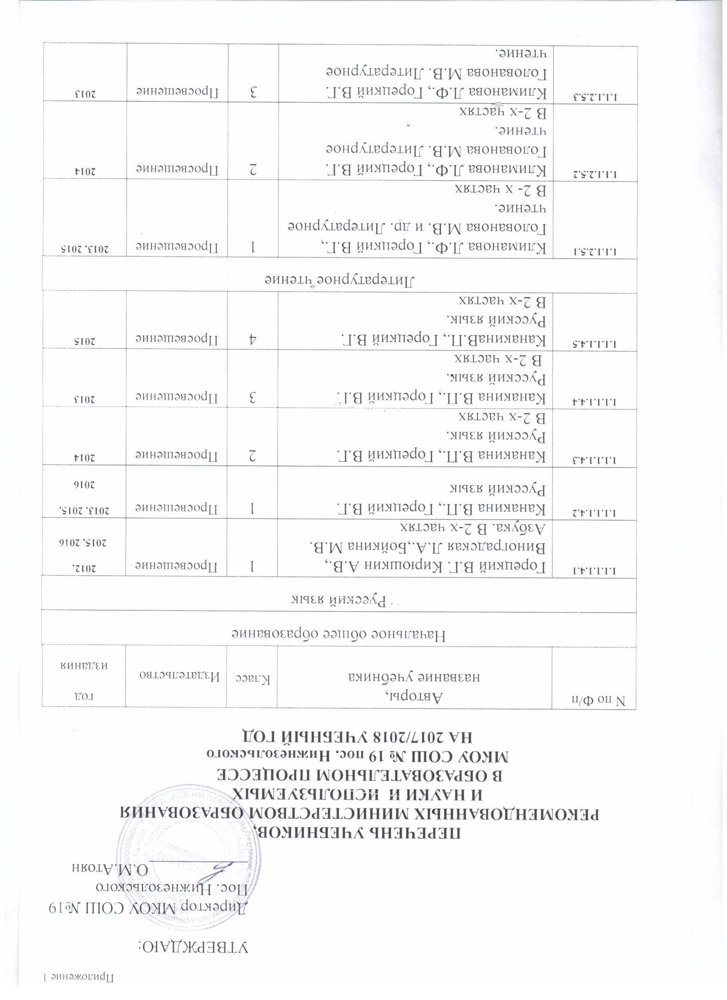 Приложение 1
УТВЕРЖДАЮ:
Директор МКОУ СОШ №19
Пос. Нижнезольского
О.М.Атоян
ПЕРЕЧЕНЬ УЧЕБНИКОВ,
РЕКОМЕНДОВАННЫХ МИНИСТЕРСТВОМ ОБРАЗОВАНИЯ
И НАУКИ И ИСПОЛЬЗУЕМЫХ
В ОБРАЗОВАТЕЛЬНОМ ПРОЦЕССЕ
МКОУ СОШ № 19 пос. Нижнезольского
НА 2017/2018 УЧЕБНЫЙ ГОД
N по Ф/п
Авторы,
название учебника
Класс
Издательство
год
издания
Начальное общее образование
Русский язык
1.1.1.1.4.1
Горецкий В.Г. Кирюшкин А.В.,
Виноградская Л.А.,Бойкина М.В.
Азбука. В 2-х частях
1
Просвещение
2012,
2015, 2016
1.1.1.1.4.2
Канакина В.П., Горецкий В.Г.
Русский язык
1
Просвещение
2013, 2015,
2016
1.1.1.1.4.3
Канакина В.П., Горецкий В.Г.
Русский язык.
В 2-х частях
2
Просвещение
2014
1.1.1.1.4.4
Канакина В.П., Горецкий В.Г.
Русский язык.
В 2-х частях
3
Просвещение
2013
1.1.1.1.4.5
КанакинаВ.П., Горецкий В.Г.
Русский язык.
В 2-х частях
4
Просвещение
2015
Литературное чтение
1.1.1.2.5.1
Климанова Л.Ф., Горецкий В.Г.,
Голованова М.В. и др. Литературное
чтение.
В 2- х частях
1
Просвещение
2013, 2015
1.1.1.2.5.2
Климанова Л.Ф., Горецкий В.Г.
Голованова М.В. Литературное
чтение.
В 2-х частях
2
Просвещение
2014
1.1.1.2.5.3
Климанова Л.Ф., Горецкий В.Г.
Голованова М.В. Литературное
чтение.
3
Просвещение
2013